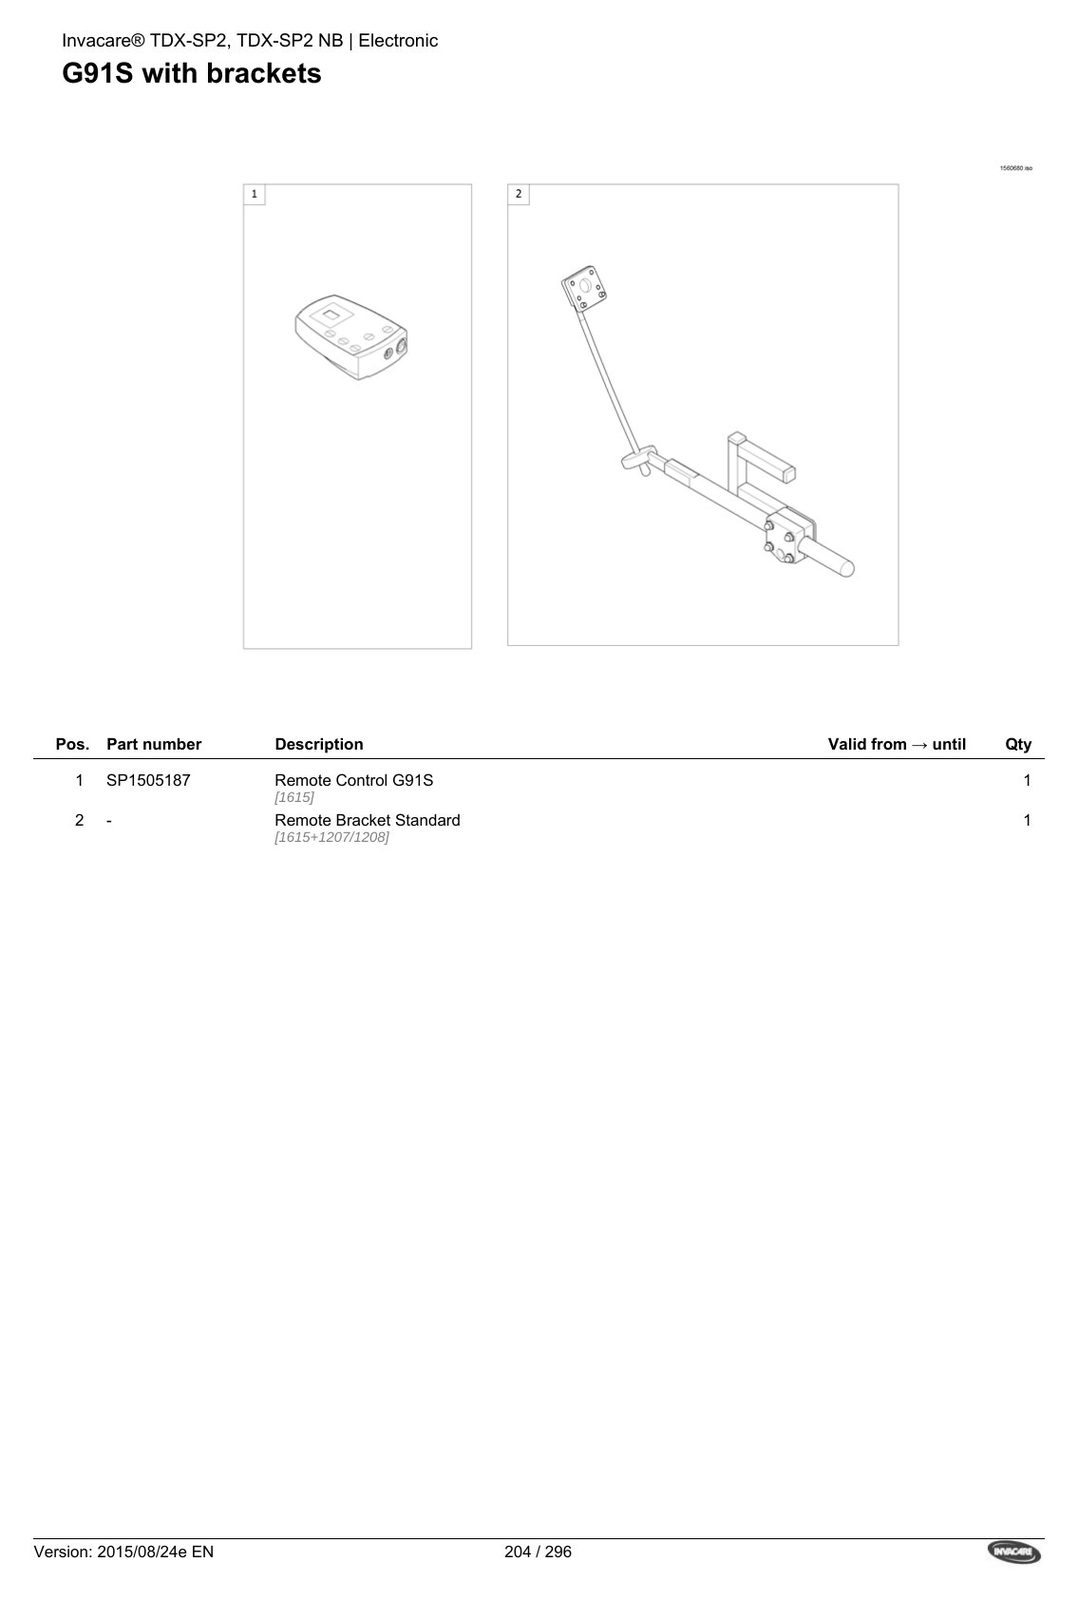 Invacare® TDX-SP2, TDX-SP2 NB | Electronic
G91S with brackets
1560680.iso
1
2
Pos. Part number Description Valid from → until Qty
1 SP1505187 Remote Control G91S 1
[1615]
2 - Remote Bracket Standard 1
[1615+1207/1208]
Version: 2015/08/24e EN 204 / 296 INVACARE